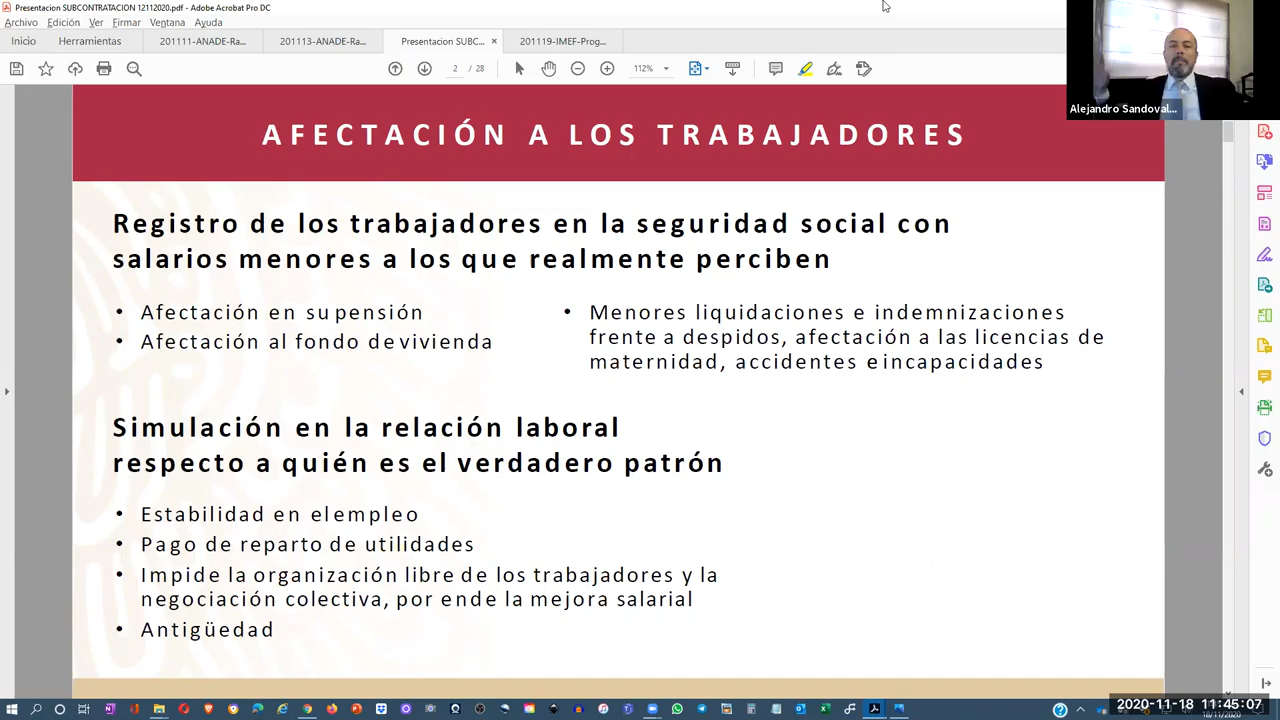 Presentacion SUBCONTRATACION 12112020.pdf - Adobe Acrobat Pro DC
Archivo Edición Ver Firmar Ventana Ayuda
Inicio Herramientas 201111-ANADE-Ra... 201113-ANADE-Ra... Presentacion SUBC... × 201119-IMEF-Prog...
2 / 28 112%
Alejandro Sandoval...
AFECTACIÓN A LOS TRABAJADORES
Registro de los trabajadores en la seguridad social con
salarios menores a los que realmente perciben
• Afectación en su pensión
• Afectación al fondo de vivienda
• Menores liquidaciones e indemnizaciones
frente a despidos, afectación a las licencias de
maternidad, accidentes e incapacidades
Simulación en la relación laboral
respecto a quién es el verdadero patrón
• Estabilidad en el empleo
• Pago de reparto de utilidades
• Impide la organización libre de los trabajadores y la
negociación colectiva, por ende la mejora salarial
• Antigüedad
2020-11-18 11:45:07
18/11/2020